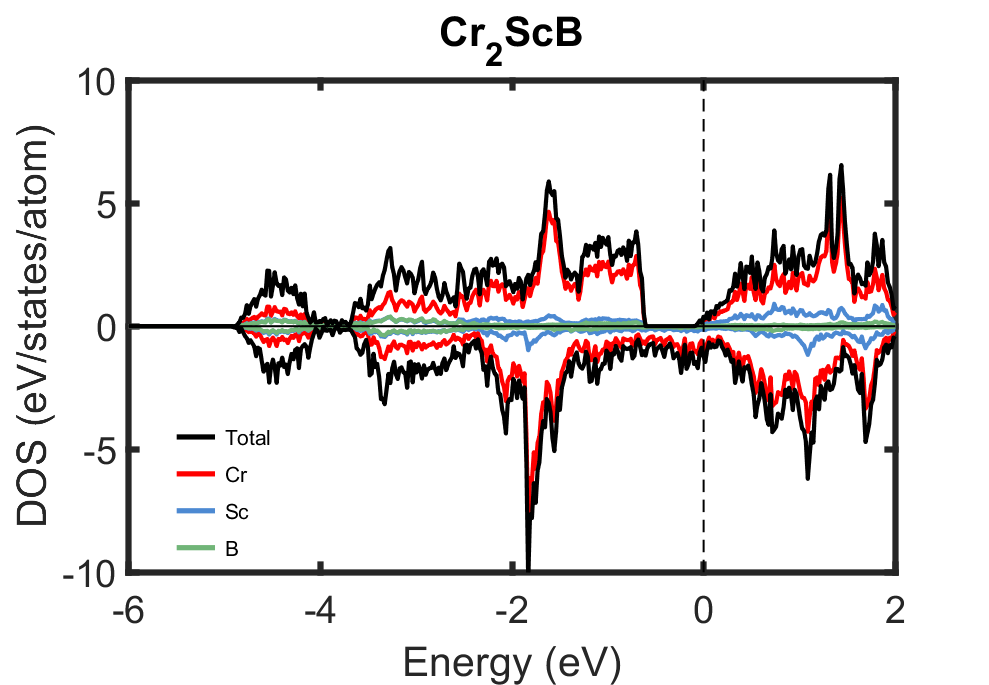 Cr2ScB
DOS (eV/states/atom)
10
5
0
-5
-10
Total
Cr
Sc
B
-6 -4 -2 0 2
Energy (eV)